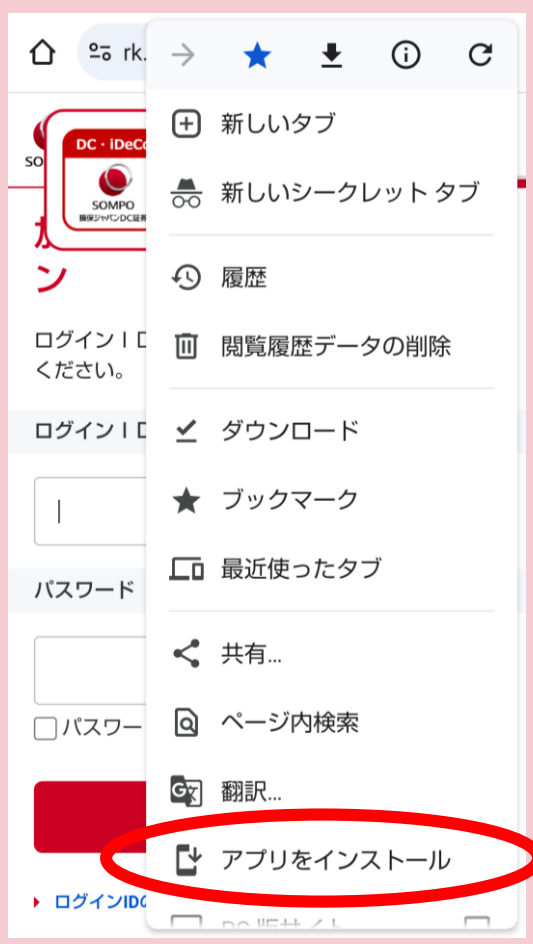 rk.
新しいタブ
DC・iDeCo
SOMPO
損保ジャパンDC証券
新しいシークレット タブ
ン
履歴
ログインID
ください。
閲覧履歴データの削除
ログインID
ダウンロード
ブックマーク
最近使ったタブ
パスワード
共有...
ページ内検索
パスワー
翻訳...
アプリをインストール
ログインIDの